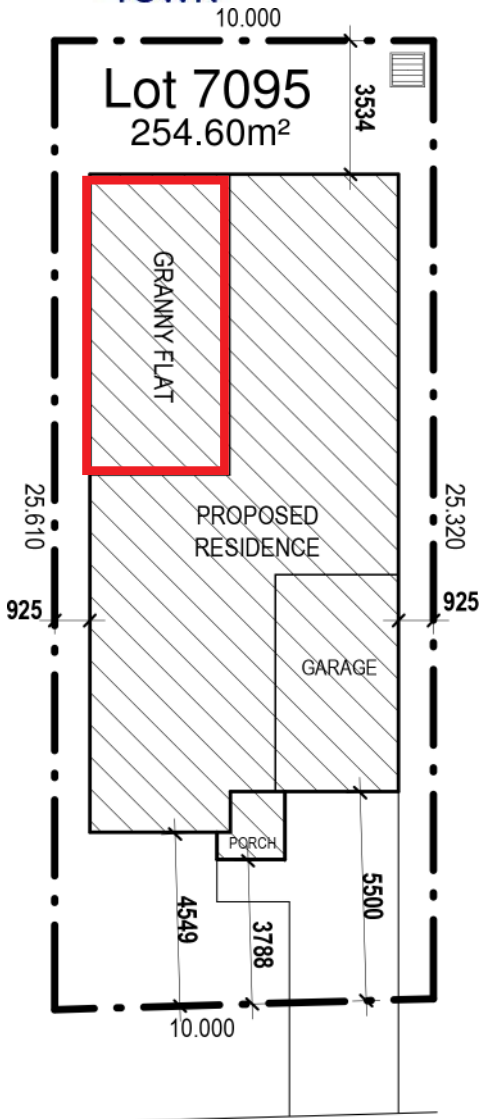 10.000
Lot 7095
254.60m²
3534
GRANNY FLAT
25.610
25.320
PROPOSED
RESIDENCE
925
925
GARAGE
PORCH
4549
3788
5500
10.000